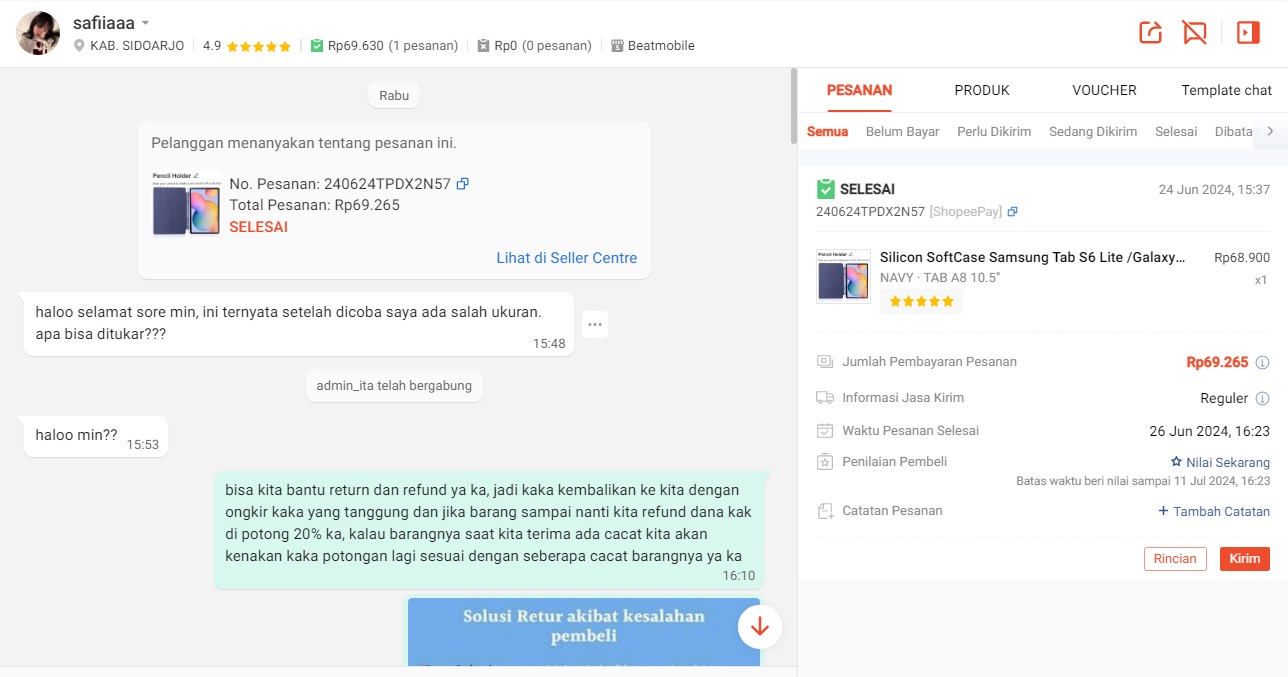 safiiaaa
KAB. SIDOARJO 4.9 Rp69.630 (1 pesanan) Rp0 (0 pesanan) Beatmobile
Rabu
Pelanggan menanyakan tentang pesanan ini.
Pencil Holder
No. Pesanan: 240624TPDX2N57
Total Pesanan: Rp69.265
SELESAI
Lihat di Seller Centre
haloo selamat sore min, ini ternyata setelah dicoba saya ada salah ukuran.
apa bisa ditukar???
15:48
admin_ita telah bergabung
haloo min??
15:53
bisa kita bantu return dan refund ya ka, jadi kaka kembalikan ke kita dengan
ongkir kaka yang tanggung dan jika barang sampai nanti kita refund dana kak
di potong 20% ka, kalau barangnya saat kita terima ada cacat kita akan
kenakan kaka potongan lagi sesuai dengan seberapa cacat barangnya ya ka
16:10
Solusi Retur akibat kesalahan
pembeli
PESANAN PRODUK VOUCHER Template chat
Semua Belum Bayar Perlu Dikirim Sedang Dikirim Selesai Dibata
SELESAI 24 Jun 2024, 15:37
240624TPDX2N57 [ShopeePay]
Pencil Holder
Silicon SoftCase Samsung Tab S6 Lite /Galaxy... Rp68.900
NAVY · TAB A8 10.5" x1
Jumlah Pembayaran Pesanan Rp69.265
Informasi Jasa Kirim Reguler
Waktu Pesanan Selesai 26 Jun 2024, 16:23
Penilaian Pembeli Nilai Sekarang
Batas waktu beri nilai sampai 11 Jul 2024, 16:23
Catatan Pesanan + Tambah Catatan
Rincian Kirim